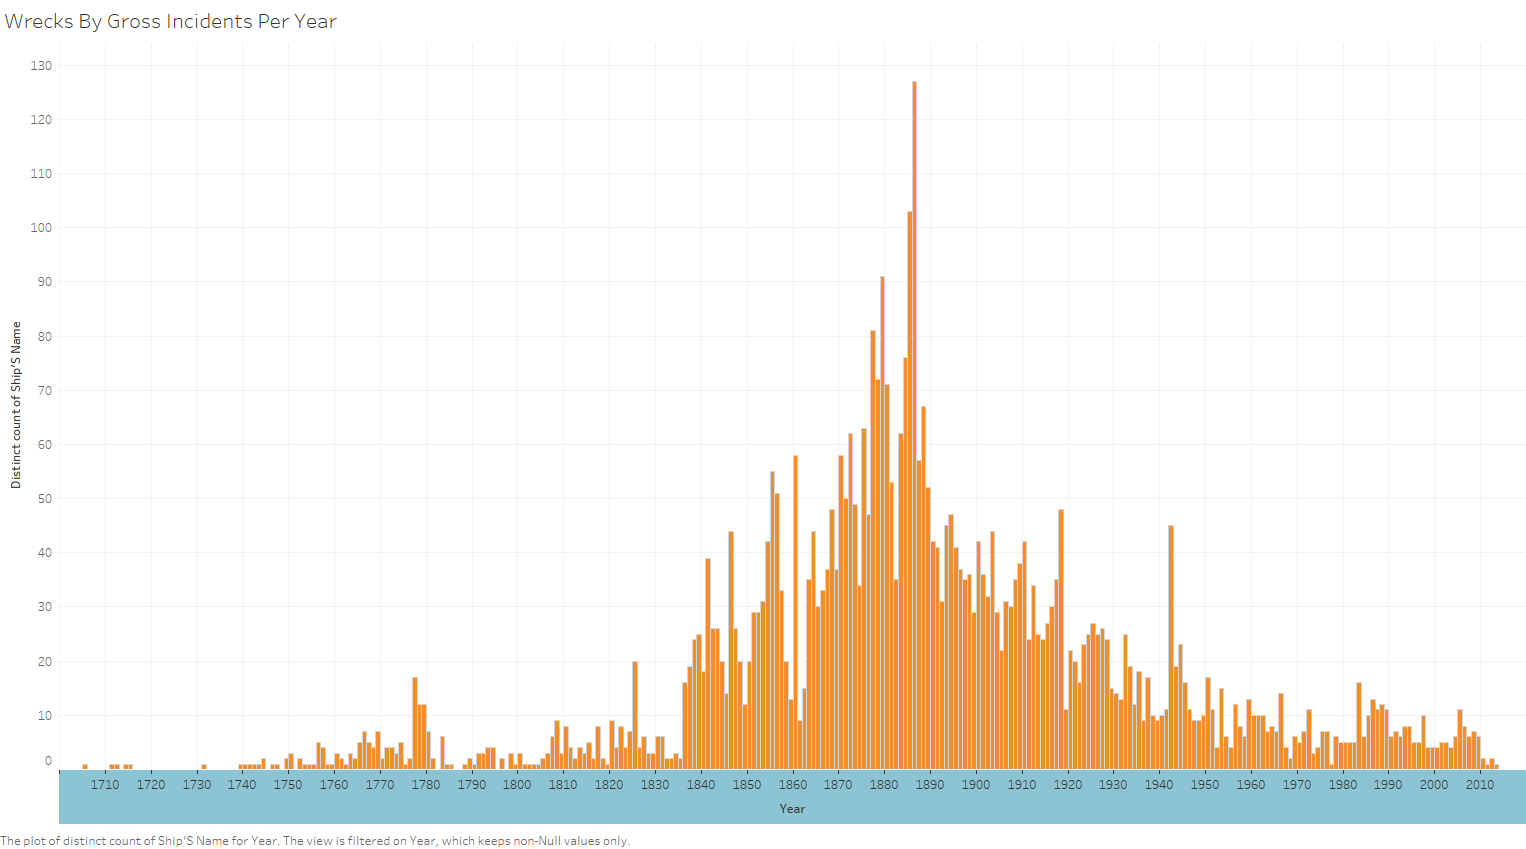 Wrecks By Gross Incidents Per Year
130
120
110
100
90
80
70
60
50
40
30
20
10
0
Distinct count of Ship'S Name
1710 1720 1730 1740 1750 1760 1770 1780 1790 1800 1810 1820 1830 1840 1850 1860 1870 1880 1890 1900 1910 1920 1930 1940 1950 1960 1970 1980 1990 2000 2010
Year
The plot of distinct count of Ship'S Name for Year. The view is filtered on Year, which keeps non-Null values only.